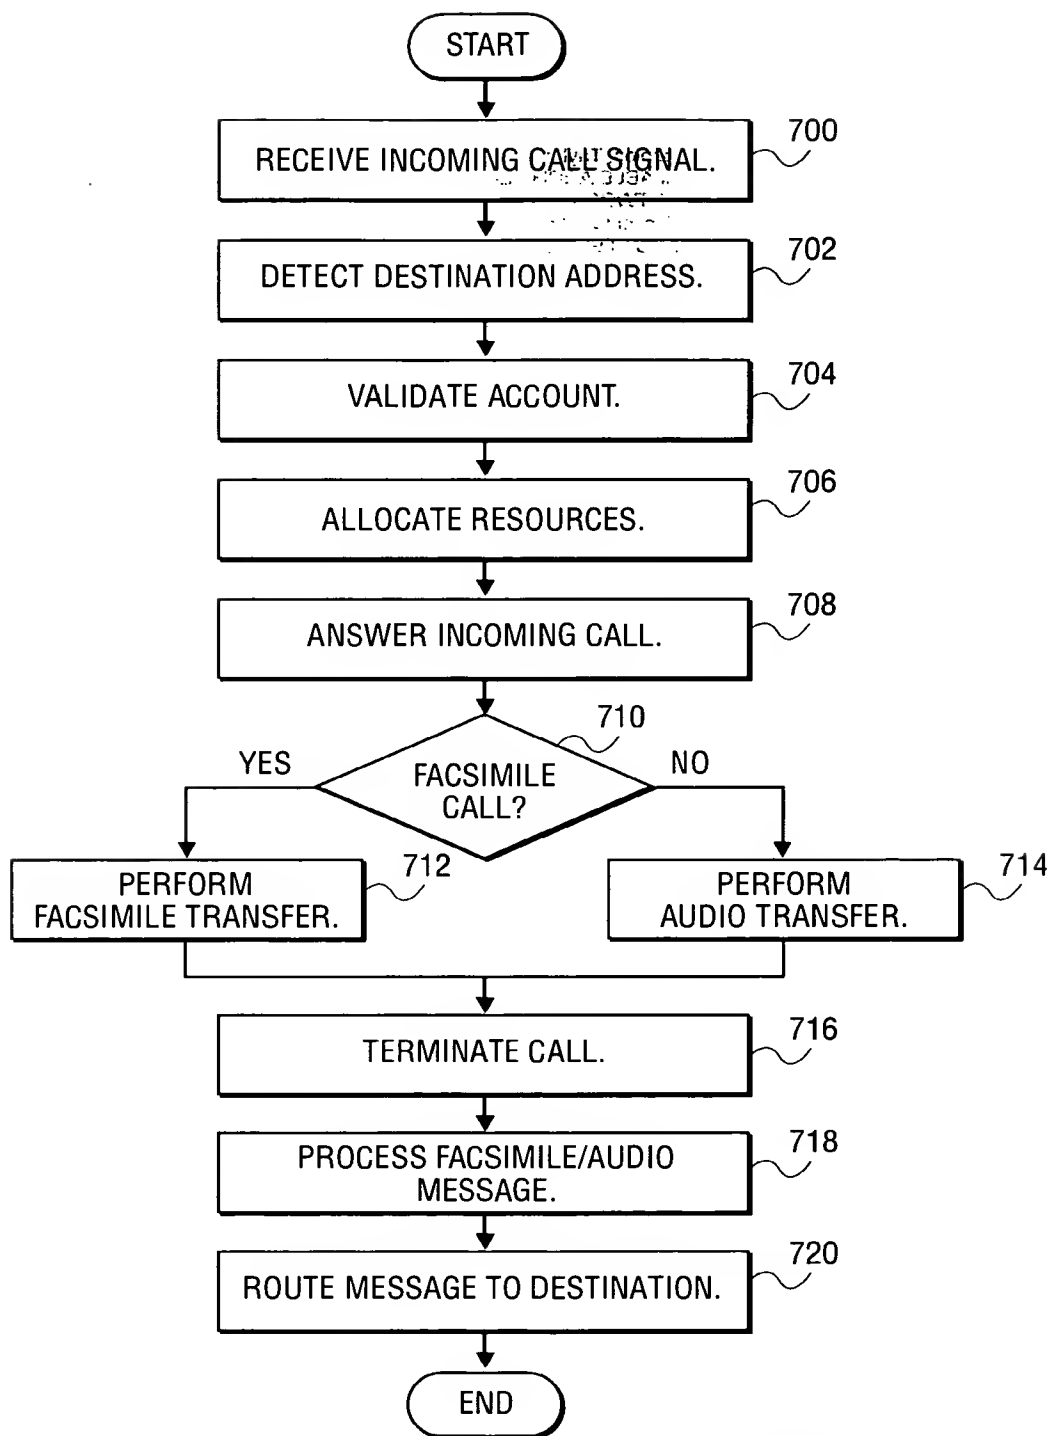 START
RECEIVE INCOMING CALL SIGNAL.
700
DETECT DESTINATION ADDRESS.
702
VALIDATE ACCOUNT.
704
ALLOCATE RESOURCES.
706
ANSWER INCOMING CALL.
708
710
YES
FACSIMILE
CALL?
NO
PERFORM
FACSIMILE TRANSFER.
712
PERFORM
AUDIO TRANSFER.
714
TERMINATE CALL.
716
PROCESS FACSIMILE/AUDIO
MESSAGE.
718
ROUTE MESSAGE TO DESTINATION.
720
END